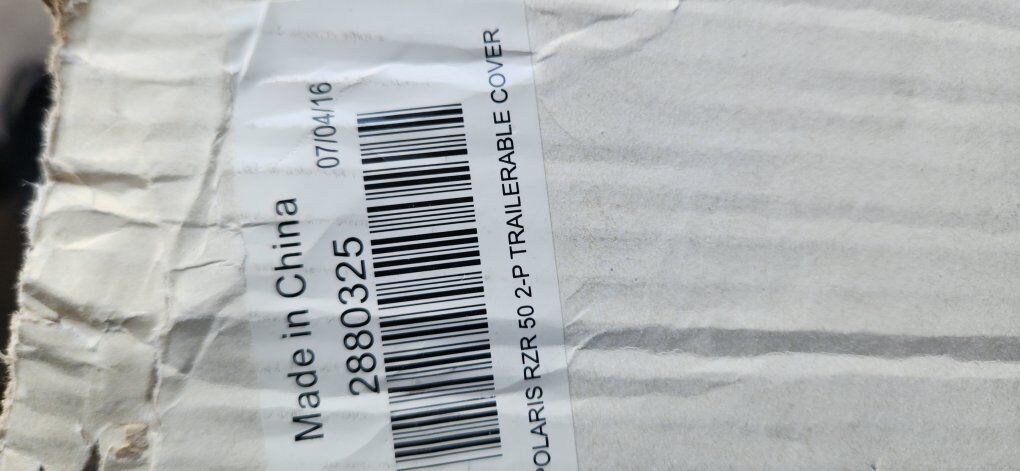 Made in China 07/04/16
2880325
POLARIS RZR 50 2-P TRAILERABLE COVER